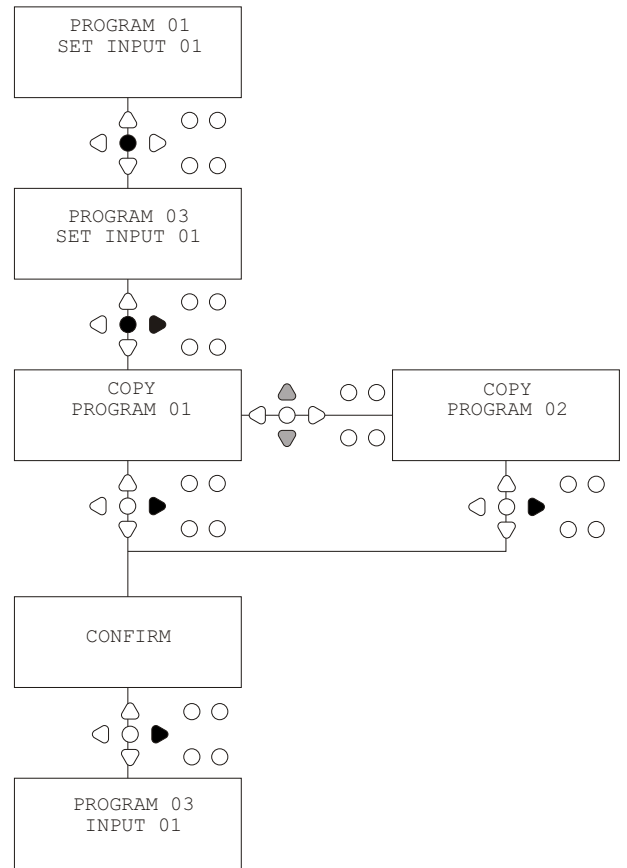 PROGRAM 01
SET INPUT 01
PROGRAM 03
SET INPUT 01
COPY
PROGRAM 01
COPY
PROGRAM 02
CONFIRM
PROGRAM 03
INPUT 01